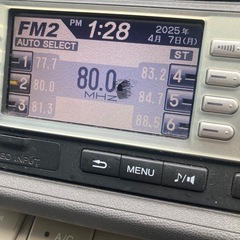 FM2 PM 1:28 2025年
AUTO SELECT 4月 7日(月)
ST
1 77.7 80.0 83.2 4
2 80.0 MHz 84.7 5
3 81.3 88.5 6
EO INPUT
MENU
A/C